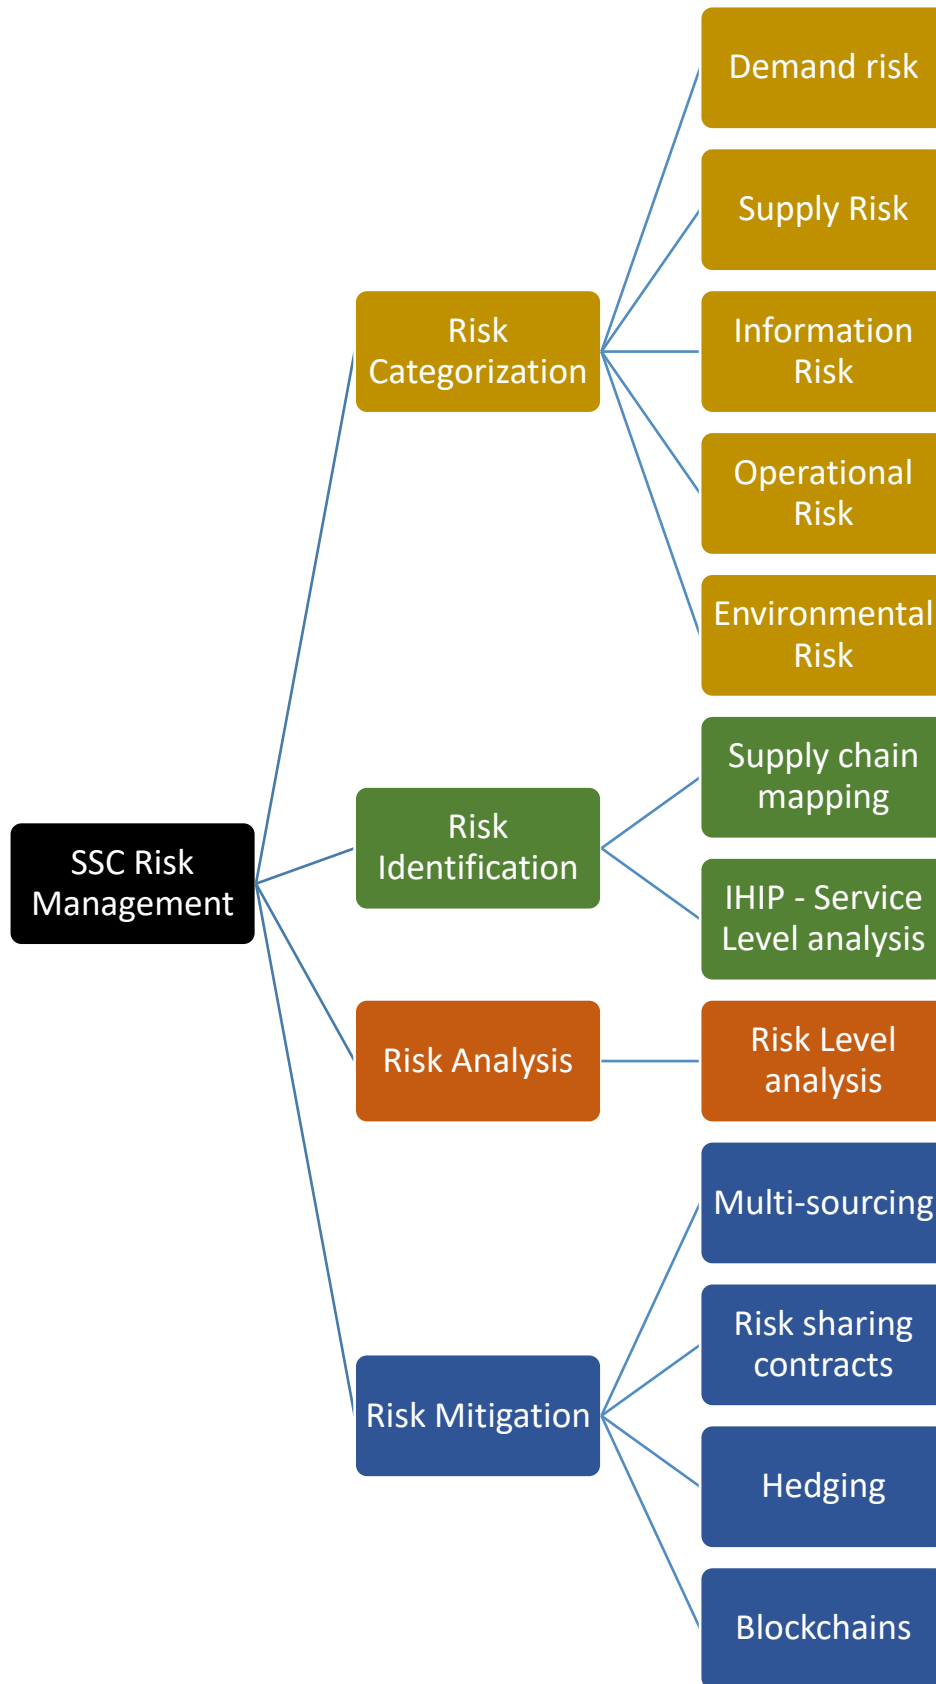 Demand risk
Supply Risk
Risk
Categorization
Information
Risk
Operational
Risk
Environmental
Risk
SSC Risk
Management
Risk
Identification
Supply chain
mapping
IHIP - Service
Level analysis
Risk Analysis
Risk Level
analysis
Risk Mitigation
Multi-sourcing
Risk sharing
contracts
Hedging
Blockchains